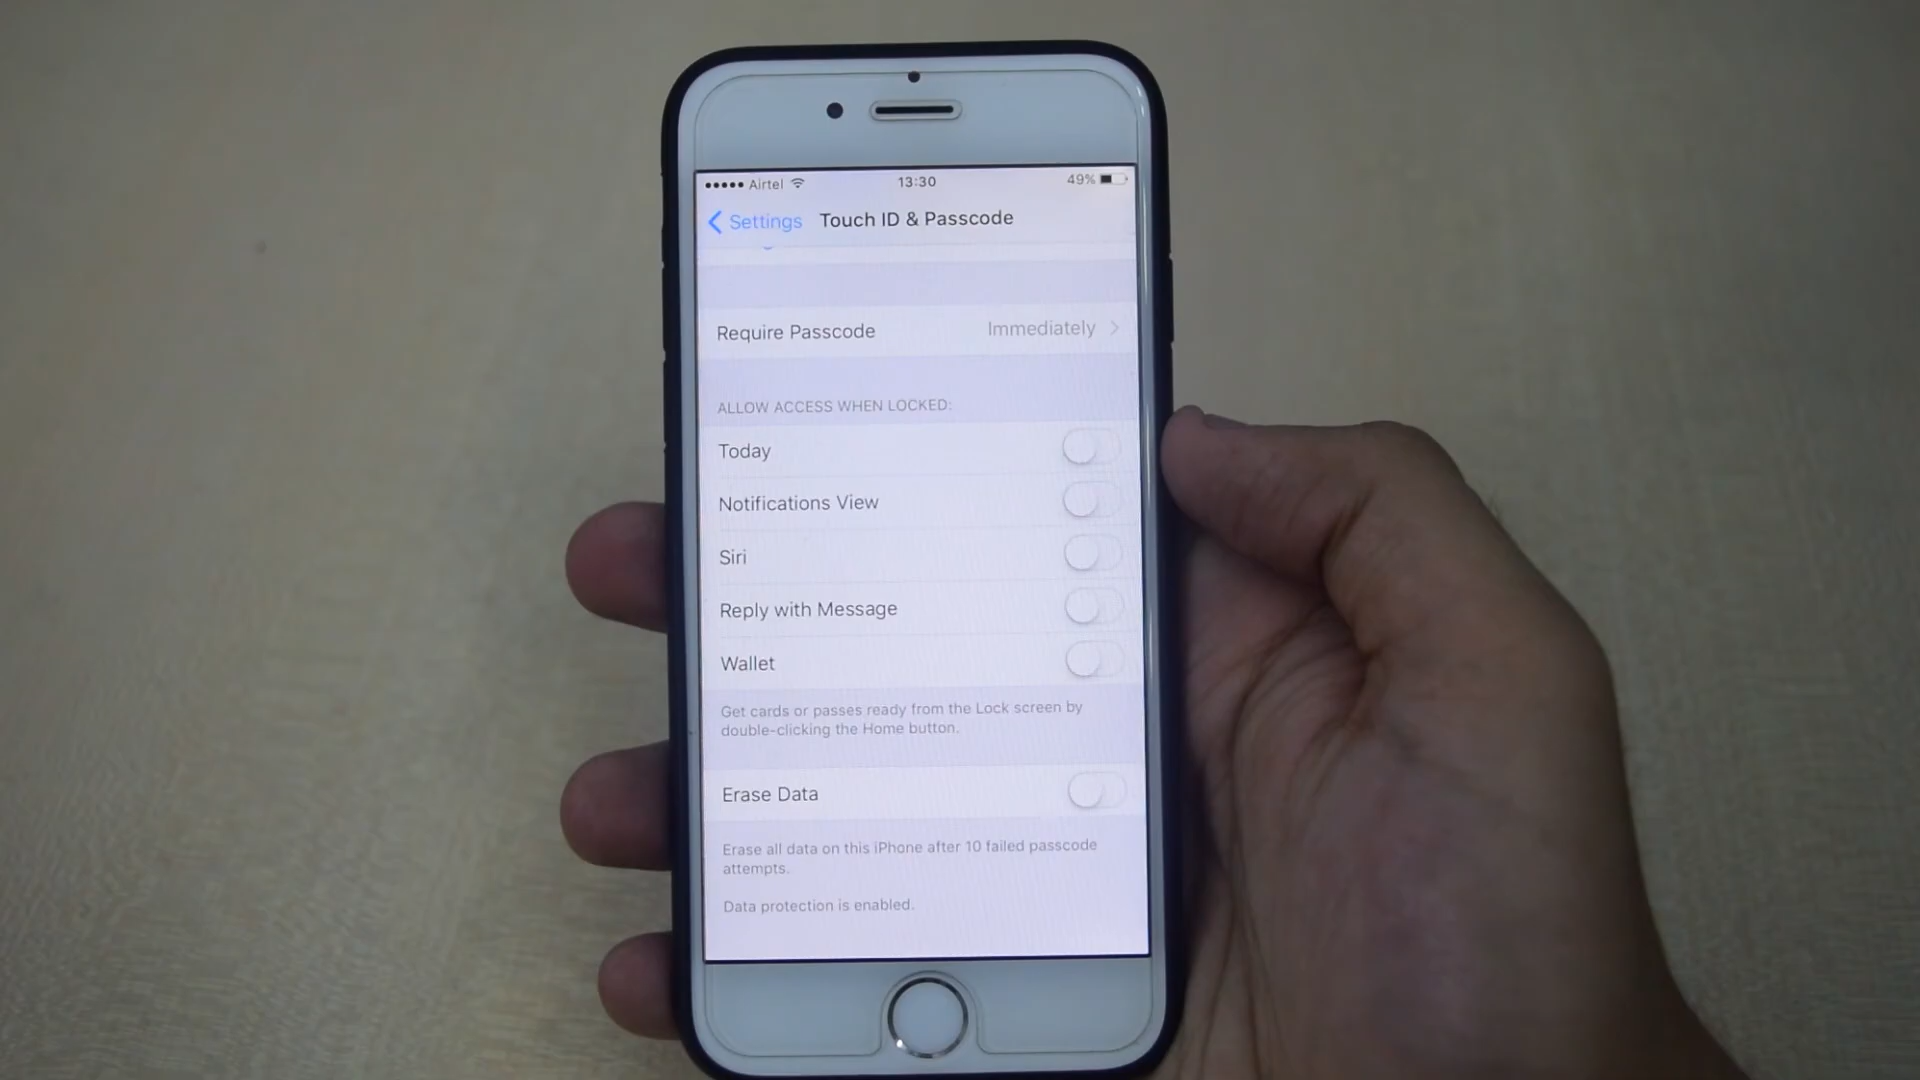 Airtel 13:30 49%
Settings Touch ID & Passcode
Require Passcode Immediately
ALLOW ACCESS WHEN LOCKED:
Today
Notifications View
Siri
Reply with Message
Wallet
Get cards or passes ready from the Lock screen by
double-clicking the Home button.
Erase Data
Erase all data on this iPhone after 10 failed passcode
attempts.
Data protection is enabled.